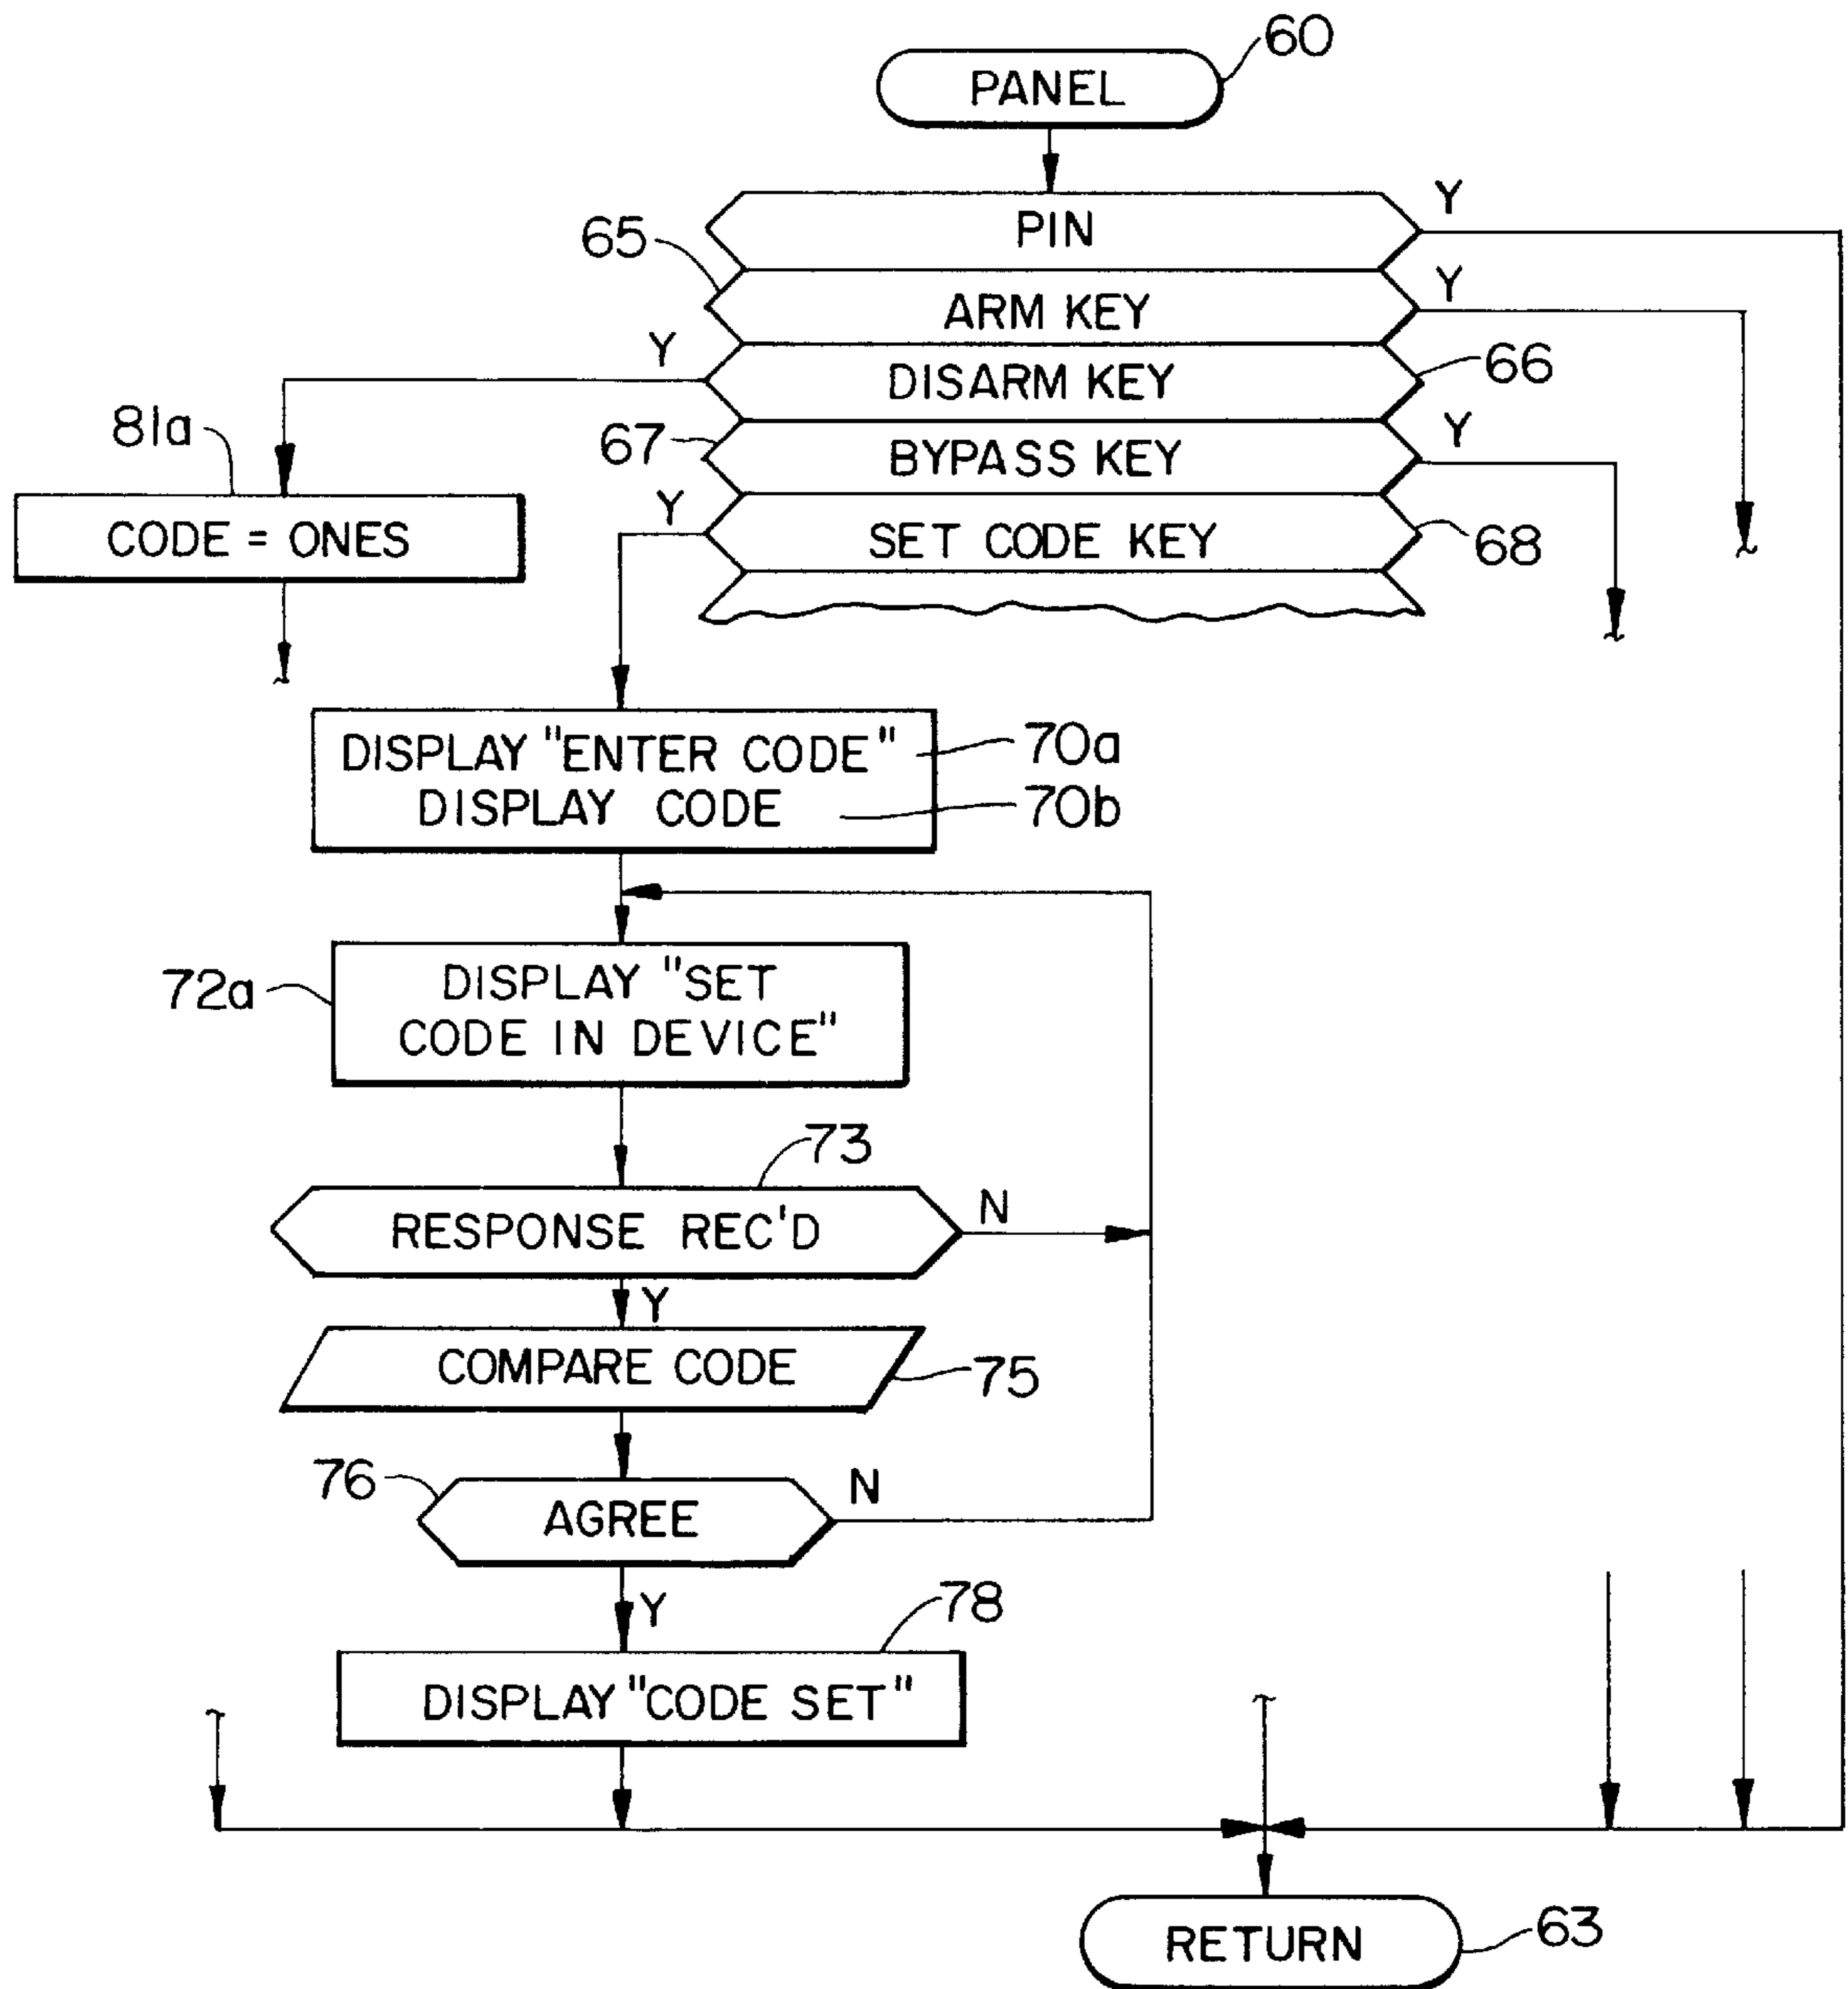 60
PANEL
Y
PIN
65
Y
ARM KEY
Y
DISARM KEY
66
81a
67
Y
BYPASS KEY
Y
CODE = ONES
SET CODE KEY
68
DISPLAY "ENTER CODE"
70a
DISPLAY CODE
70b
72a
DISPLAY "SET
CODE IN DEVICE"
73
RESPONSE REC'D
N
Y
COMPARE CODE
75
76
N
AGREE
Y
78
DISPLAY "CODE SET"
RETURN
63